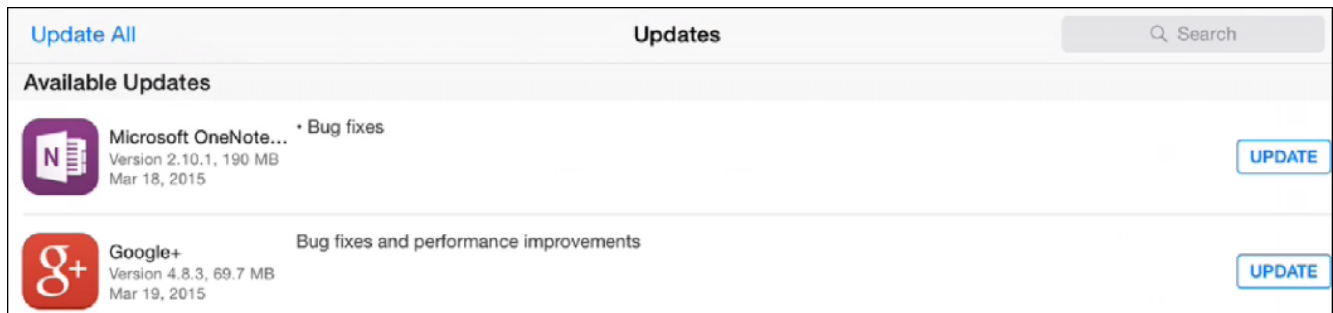 Update All
Updates
Search
Available Updates
N
Microsoft OneNote...
Version 2.10.1, 190 MB
Mar 18, 2015
• Bug fixes
UPDATE
g+
Google+
Version 4.8.3, 69.7 MB
Mar 19, 2015
Bug fixes and performance improvements
UPDATE